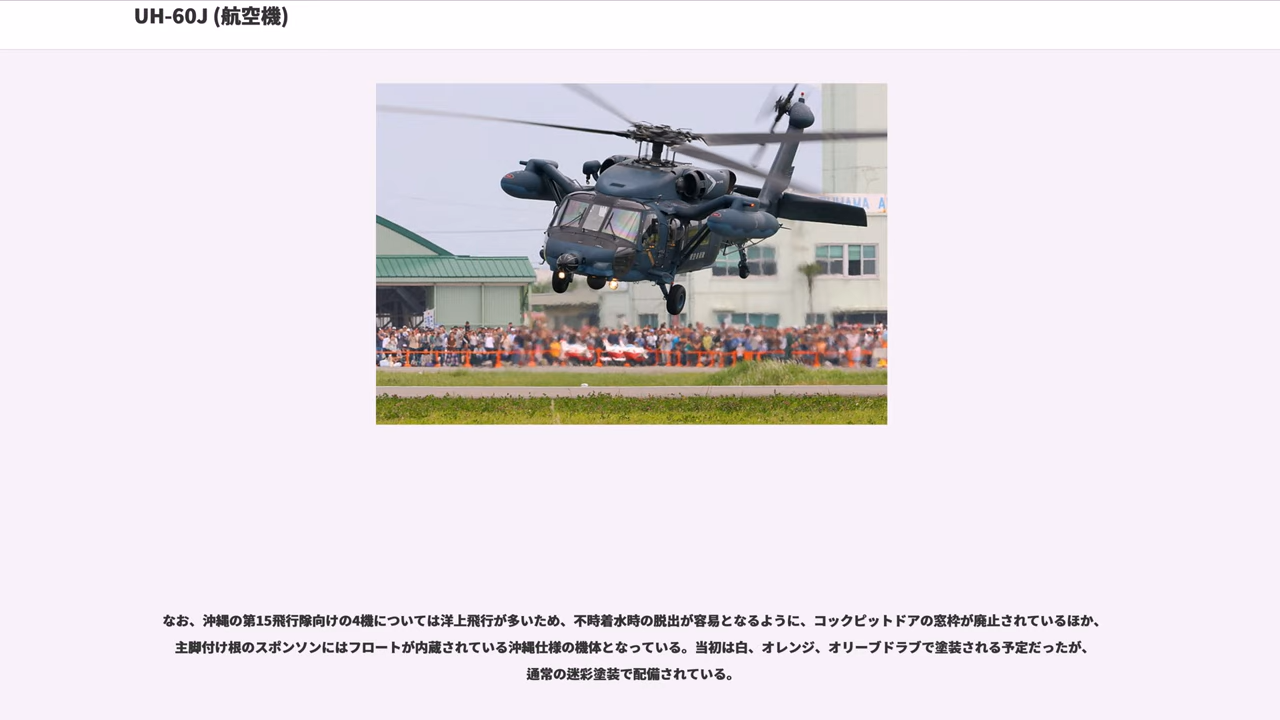 UH-60J (航空機)
なお、沖縄の第15飛行隊向けの4機については洋上飛行が多いため、不時着水時の脱出が容易となるように、コックピットドアの窓枠が廃止されているほか、
主脚付け根のスポンソンにはフロートが内蔵されている沖縄仕様の機体となっている。当初は白、オレンジ、オリーブドラブで塗装される予定だったが、
通常の迷彩塗装で配備されている。